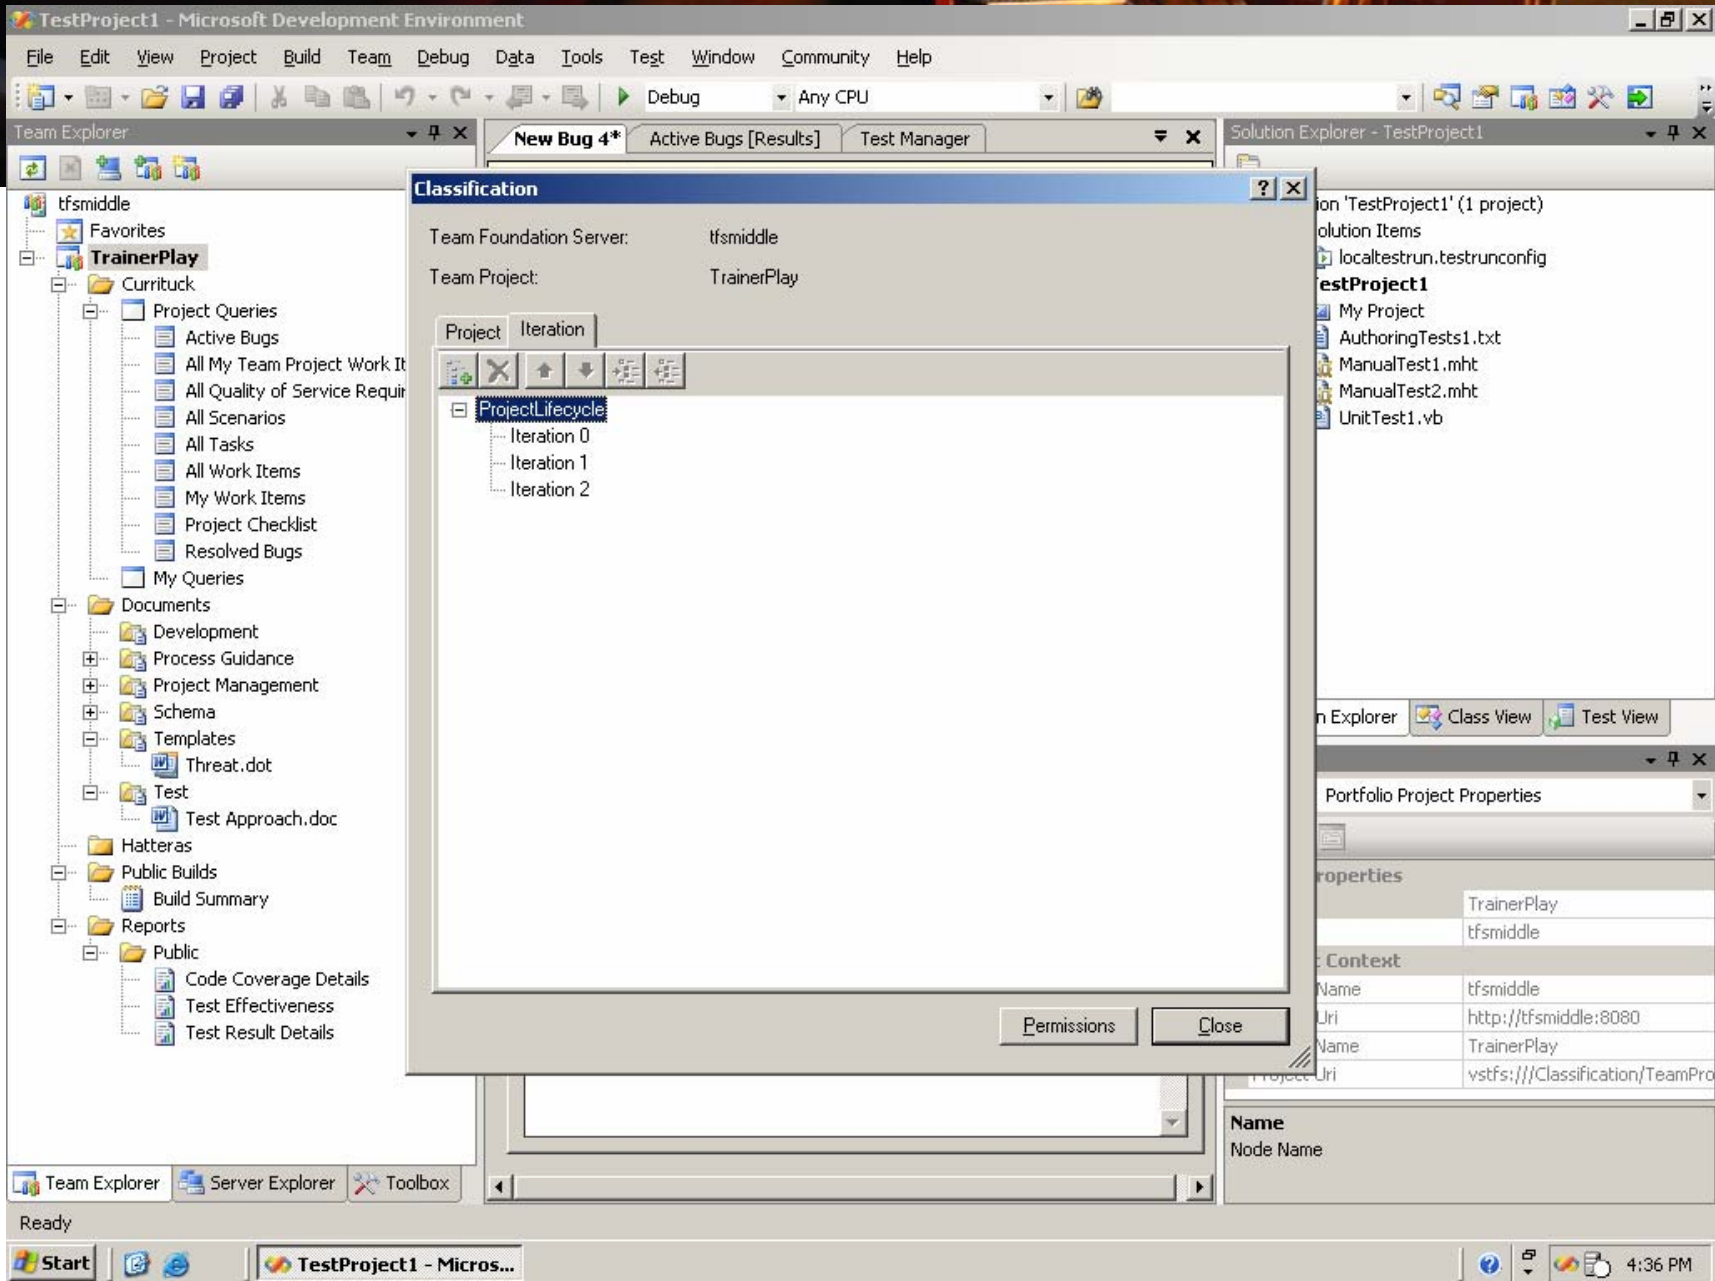 TestProject1 - Microsoft Development Environment
File Edit View Project Build Team Debug Data Tools Test Window Community Help
Debug Any CPU
Team Explorer
tfsmiddle
Favorites
TrainerPlay
Currituck
Project Queries
Active Bugs
All My Team Project Work It
All Quality of Service Requir
All Scenarios
All Tasks
All Work Items
My Work Items
Project Checklist
Resolved Bugs
My Queries
Documents
Development
Process Guidance
Project Management
Schema
Templates
Threat.dot
Test
Test Approach.doc
Hatteras
Public Builds
Build Summary
Reports
Public
Code Coverage Details
Test Effectiveness
Test Result Details
Team Explorer Server Explorer Toolbox
New Bug 4* Active Bugs [Results] Test Manager
Classification
Team Foundation Server: tfsmiddle
Team Project: TrainerPlay
Project Iteration
ProjectLifecycle
Iteration 0
Iteration 1
Iteration 2
Permissions Close
Solution Explorer - TestProject1
ion 'TestProject1' (1 project)
olution Items
localtestrun.testrunconfig
estProject1
My Project
AuthoringTests1.txt
ManualTest1.mht
ManualTest2.mht
UnitTest1.vb
n Explorer Class View Test View
Portfolio Project Properties
roperties
TrainerPlay
tfsmiddle
Context
Name tfsmiddle
Uri http://tfsmiddle:8080
Name TrainerPlay
Project Uri vstfs:///Classification/TeamPro
Name
Node Name
Ready
Start TestProject1 - Micros... 4:36 PM